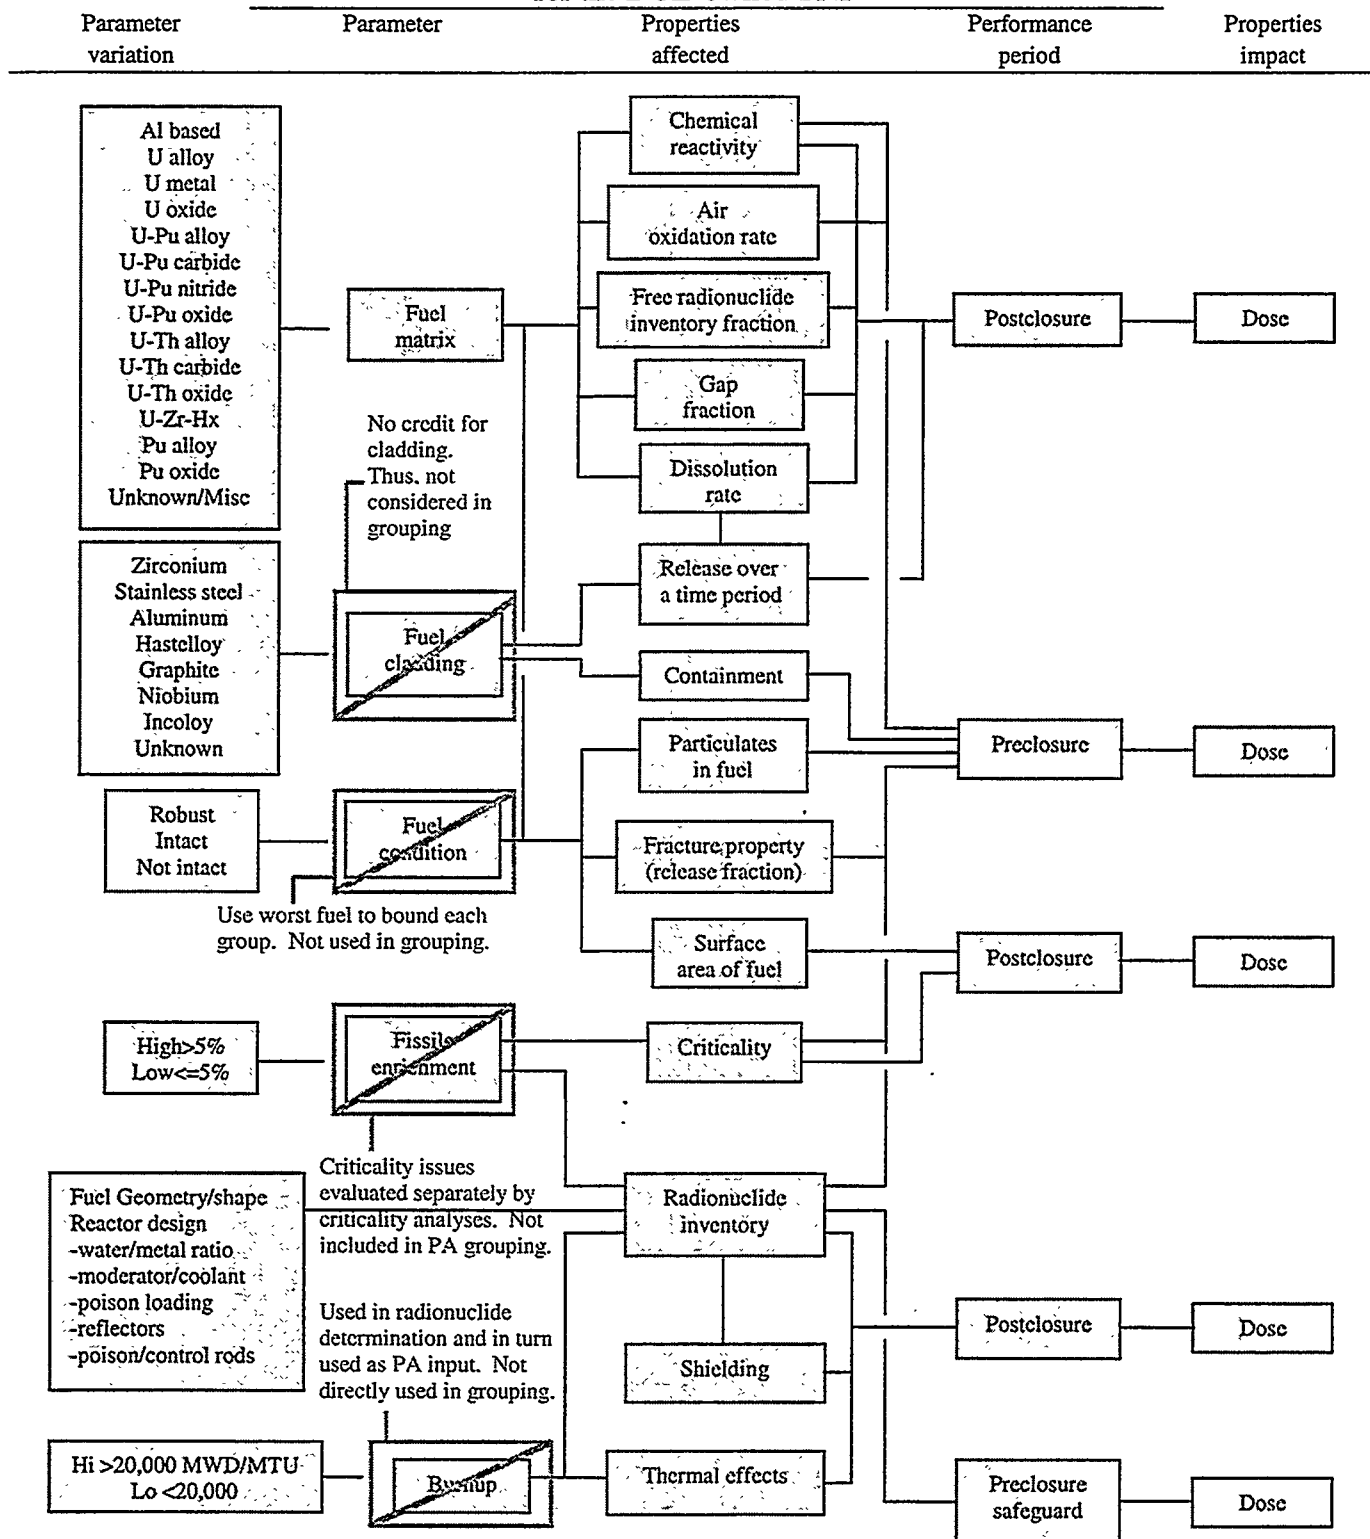 Parameter
variation
Parameter
Properties
affected
Performance
period
Properties
impact
Al based
U alloy
U metal
U oxide
U-Pu alloy
U-Pu carbide
U-Pu nitride
U-Pu oxide
U-Th alloy
U-Th carbide
U-Th oxide
U-Zr-Hx
Pu alloy
Pu oxide
Unknown/Misc
Fuel
matrix
Chemical
reactivity
Air
oxidation rate
Free radionuclide
inventory fraction
Gap
fraction
Dissolution
rate
Postclosure
Dose
No credit for
cladding.
Thus, not
considered in
grouping
Zirconium
Stainless steel
Aluminum
Hastelloy
Graphite
Niobium
Incoloy
Unknown
Fuel
cladding
Release over
a time period
Containment
Particulates
in fuel
Preclosure
Dose
Robust
Intact
Not intact
Fuel
condition
Fracture property
(release fraction)
Use worst fuel to bound each
group. Not used in grouping.
Surface
area of fuel
Postclosure
Dose
High>5%
Low<=5%
Fissile
enrichment
Criticality
Criticality issues
evaluated separately by
criticality analyses. Not
included in PA grouping.
Fuel Geometry/shape
Reactor design
-water/metal ratio
-moderator/coolant
-poison loading
-reflectors
-poison/control rods
Radionuclide
inventory
Used in radionuclide
determination and in turn
used as PA input. Not
directly used in grouping.
Shielding
Postclosure
Dose
Hi >20,000 MWD/MTU
Lo <20,000
Burnup
Thermal effects
Preclosure
safeguard
Dose